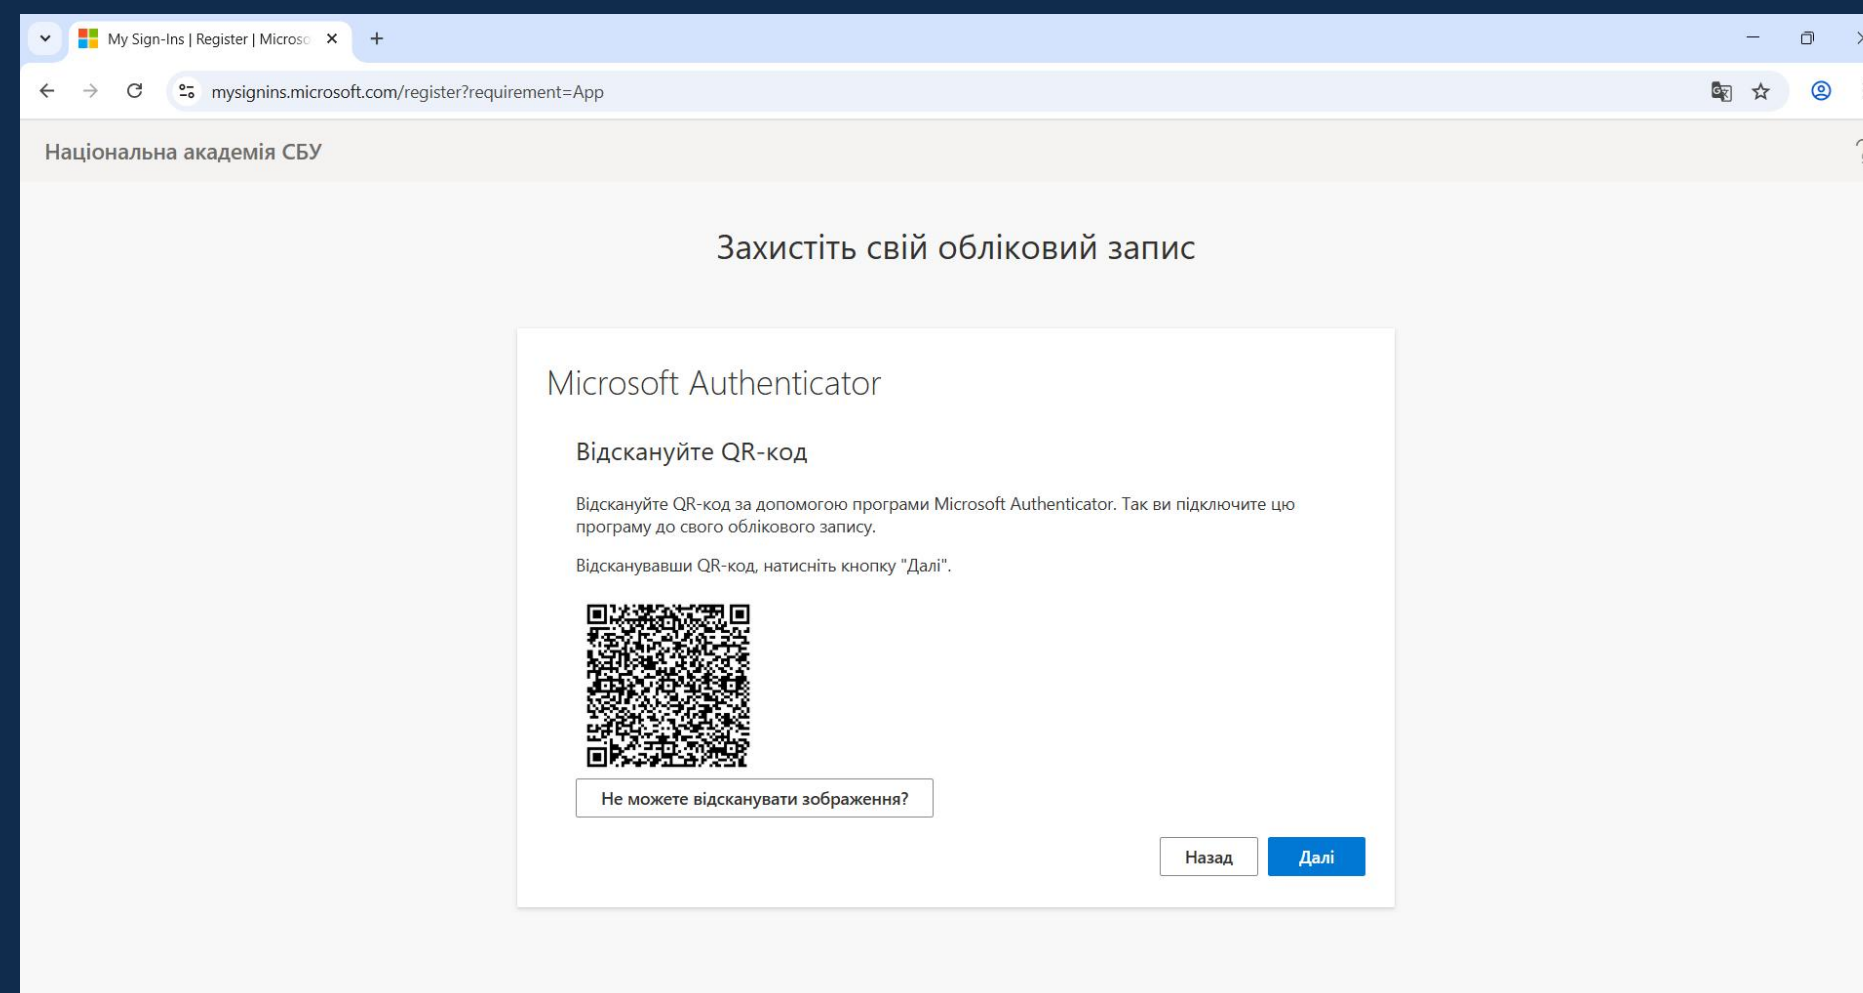 My Sign-Ins | Register | Microso
mysignins.microsoft.com/register?requirement=App
Національна академія СБУ
Захистіть свій обліковий запис
Microsoft Authenticator
Відскануйте QR-код
Відскануйте QR-код за допомогою програми Microsoft Authenticator. Так ви підключите цю
програму до свого облікового запису.
Відсканувавши QR-код, натисніть кнопку "Далі".
Не можете відсканувати зображення?
Назад
Далі